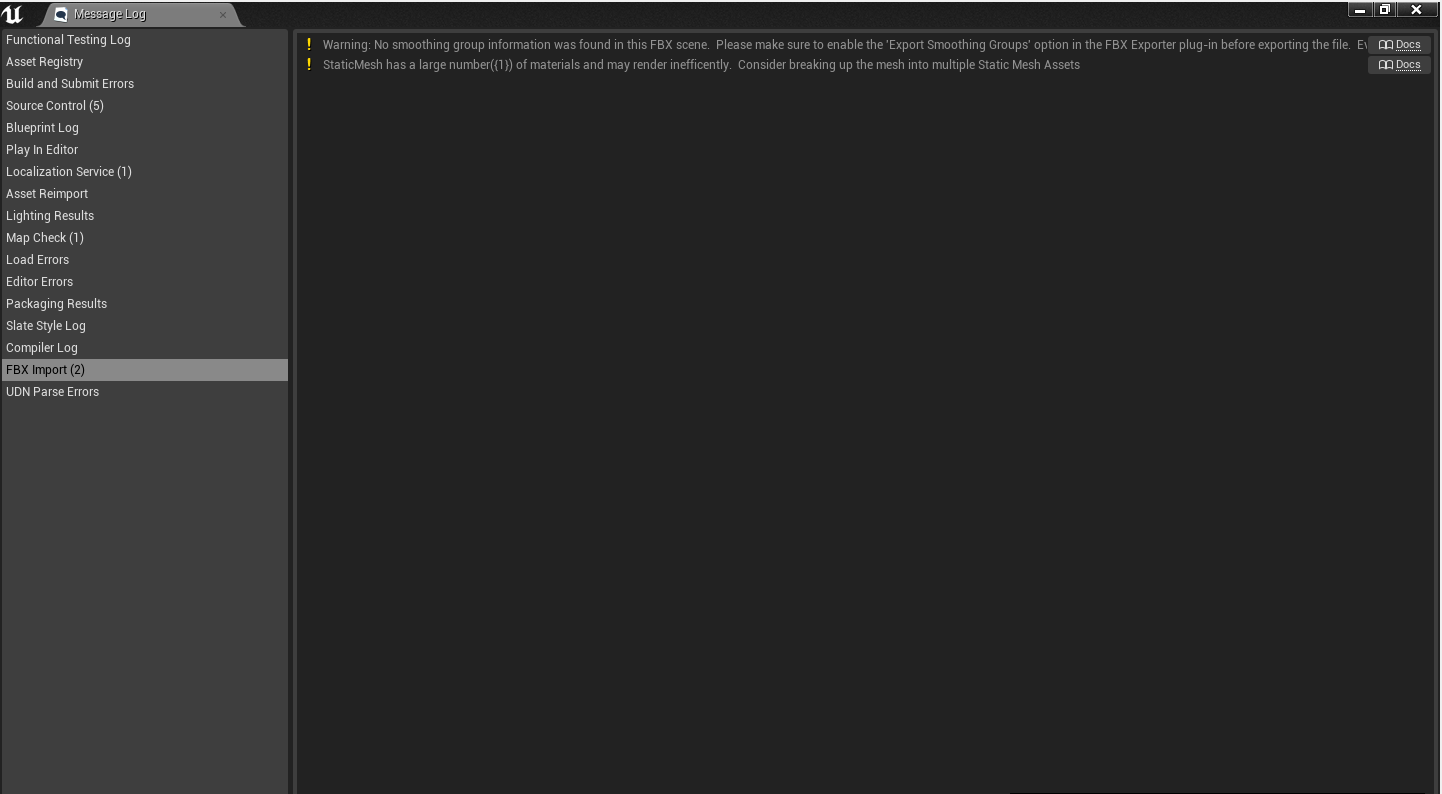 Message Log
Functional Testing Log
Asset Registry
Build and Submit Errors
Source Control (5)
Blueprint Log
Play In Editor
Localization Service (1)
Asset Reimport
Lighting Results
Map Check (1)
Load Errors
Editor Errors
Packaging Results
Slate Style Log
Compiler Log
FBX Import (2)
UDN Parse Errors
Warning: No smoothing group information was found in this FBX scene.  Please make sure to enable the 'Export Smoothing Groups' option in the FBX Exporter plug-in before exporting the file. Docs
StaticMesh has a large number({1}) of materials and may render inefficently.  Consider breaking up the mesh into multiple Static Mesh Assets Docs